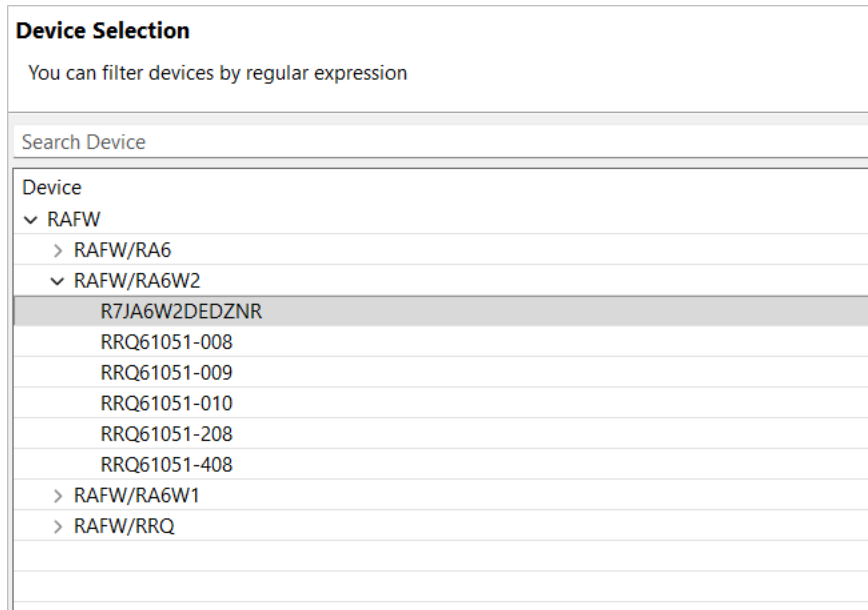 Device Selection
You can filter devices by regular expression
Search Device
Device
RAFW
RAFW/RA6
RAFW/RA6W2
R7JA6W2DEDZNR
RRQ61051-008
RRQ61051-009
RRQ61051-010
RRQ61051-208
RRQ61051-408
RAFW/RA6W1
RAFW/RRQ